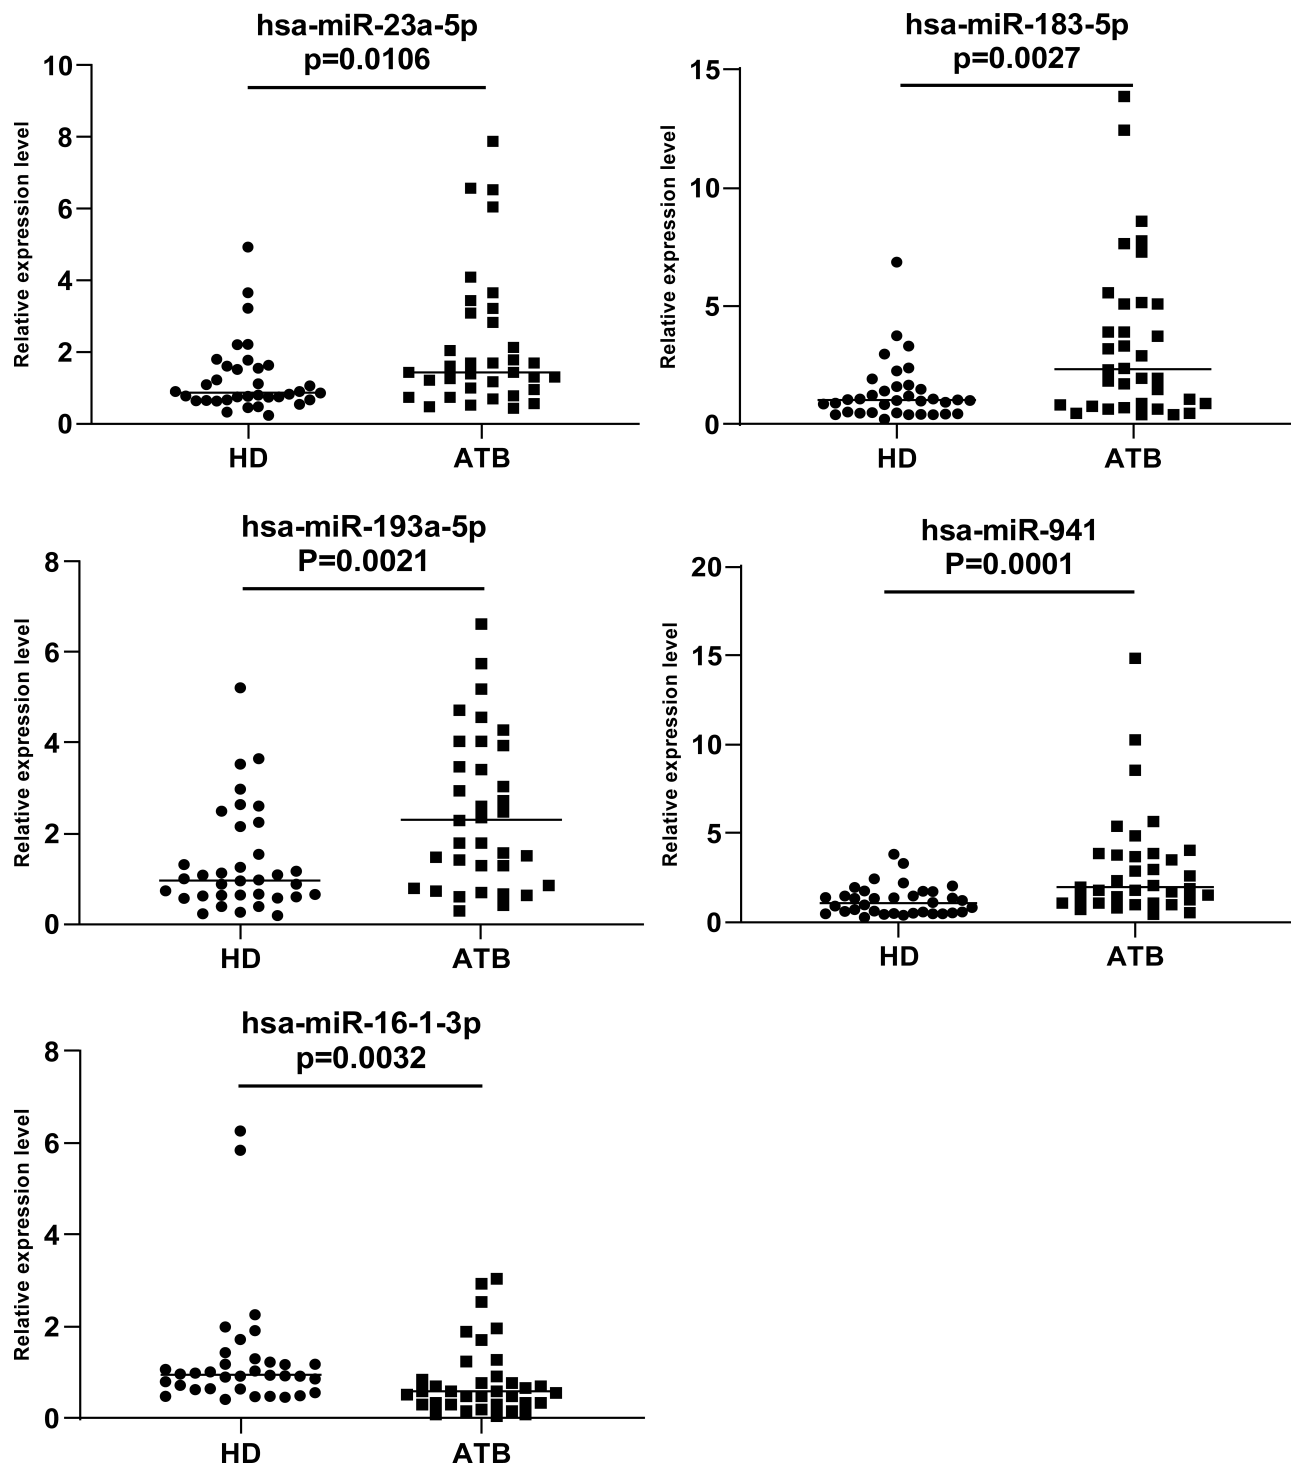 hsa-miR-23a-5p
p=0.0106
Relative expression level
10
8
6
4
2
0
HD
ATB
hsa-miR-183-5p
p=0.0027
Relative expression level
15
10
5
0
HD
ATB
hsa-miR-193a-5p
P=0.0021
Relative expression level
8
6
4
2
0
HD
ATB
hsa-miR-941
P=0.0001
Relative expression level
20
15
10
5
0
HD
ATB
hsa-miR-16-1-3p
p=0.0032
Relative expression level
8
6
4
2
0
HD
ATB